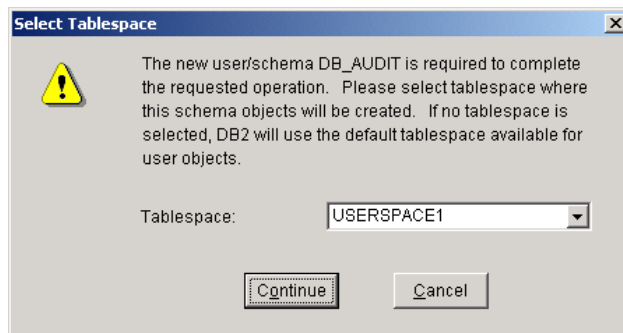 Select Tablespace
The new user/schema DB_AUDIT is required to complete
the requested operation. Please select tablespace where
this schema objects will be created. If no tablespace is
selected, DB2 will use the default tablespace available for
user objects.
Tablespace: USERSPACE1
Continue Cancel